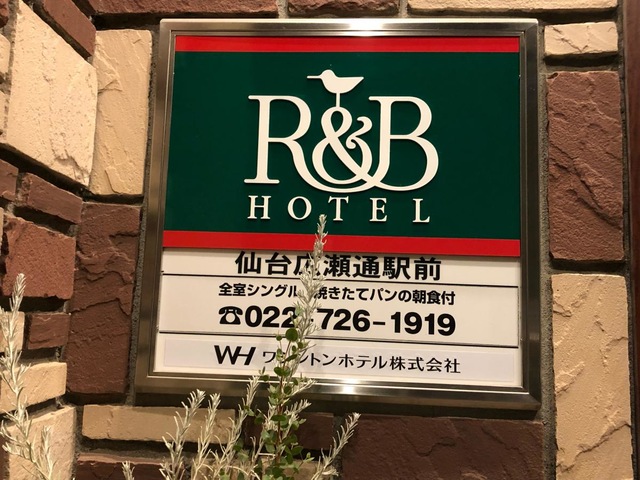 R&B
HOTEL
仙台広瀬通駅前
全室シングル 焼きたてパンの朝食付
☎022-726-1919
WH ワシントンホテル株式会社